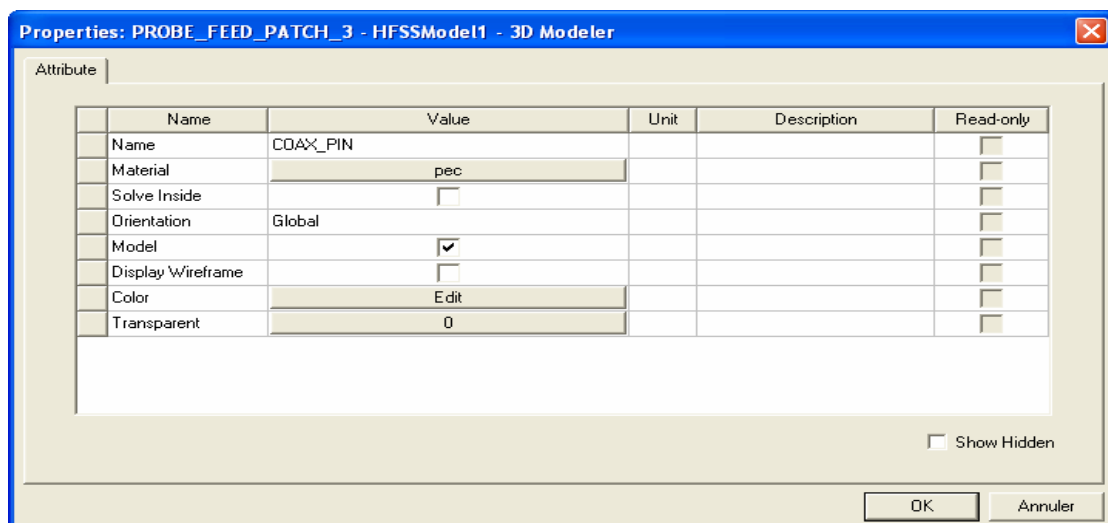 Properties: PROBE_FEED_PATCH_3 - HFSSModel1 - 3D Modeler
Attribute
Name Value Unit Description Read-only
Name COAX_PIN
Material pec
Solve Inside
Orientation Global
Model
Display Wireframe
Color Edit
Transparent 0
Show Hidden
OK Annuler